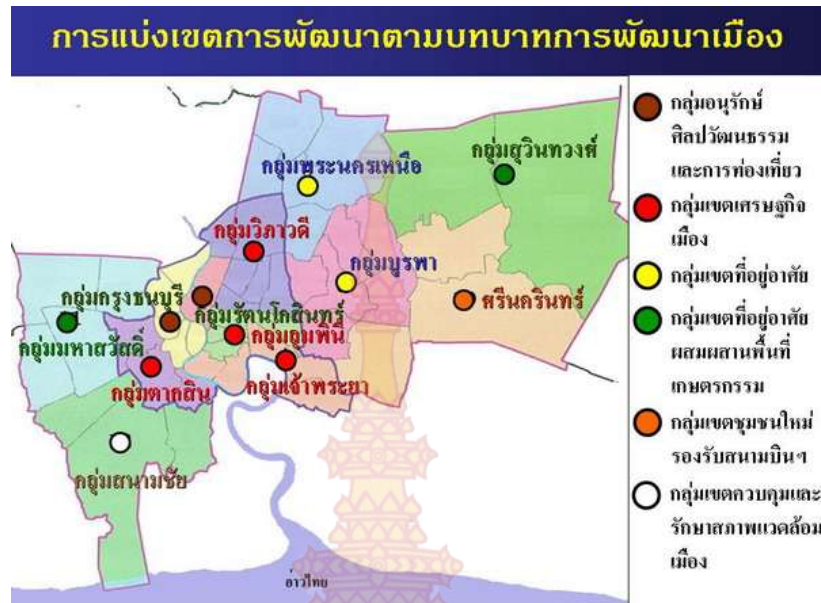 การแบ่งเขตการพัฒนาตามบทบาทการพัฒนาเมือง
กลุ่มพระนครเหนือ
กลุ่มสุวินทวงศ์
กลุ่มวิภาวดี
กลุ่มบูรพา
กลุ่มกรุงธนบุรี
กลุ่มรัตนโกสินทร์
ศรีนครินทร์
กลุ่มมหาสวัสดิ์
กลุ่มลุมพินี
กลุ่มตากสิน
กลุ่มเจ้าพระยา
กลุ่มสนามชัย
อ่าวไทย
กลุ่มอนุรักษ์
ศิลปวัฒนธรรม
และการท่องเที่ยว
กลุ่มเขตเศรษฐกิจ
เมือง
กลุ่มเขตที่อยู่อาศัย
กลุ่มเขตที่อยู่อาศัย
ผสมผสานพื้นที่
เกษตรกรรม
กลุ่มเขตชุมชนใหม่
รองรับสนามบินฯ
กลุ่มเขตควบคุมและ
รักษาสภาพแวดล้อม
เมือง